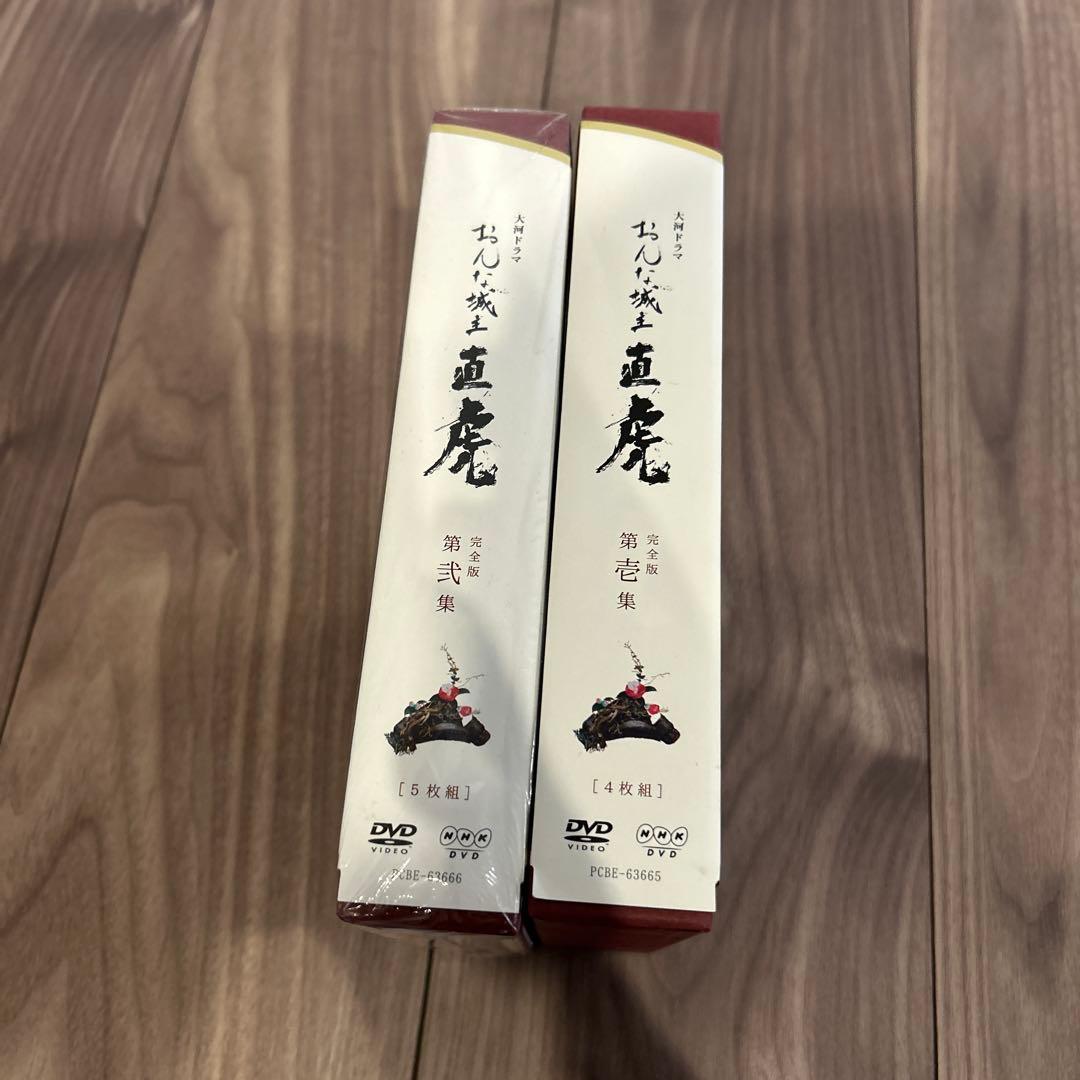 大河ドラマ
おんな城主
直虎
完全版
第弐集
[5枚組]
DVD
VIDEO
NHK
DVD
PCBE-63666
大河ドラマ
おんな城主
直虎
完全版
第壱集
[4枚組]
DVD
VIDEO
NHK
DVD
PCBE-63665